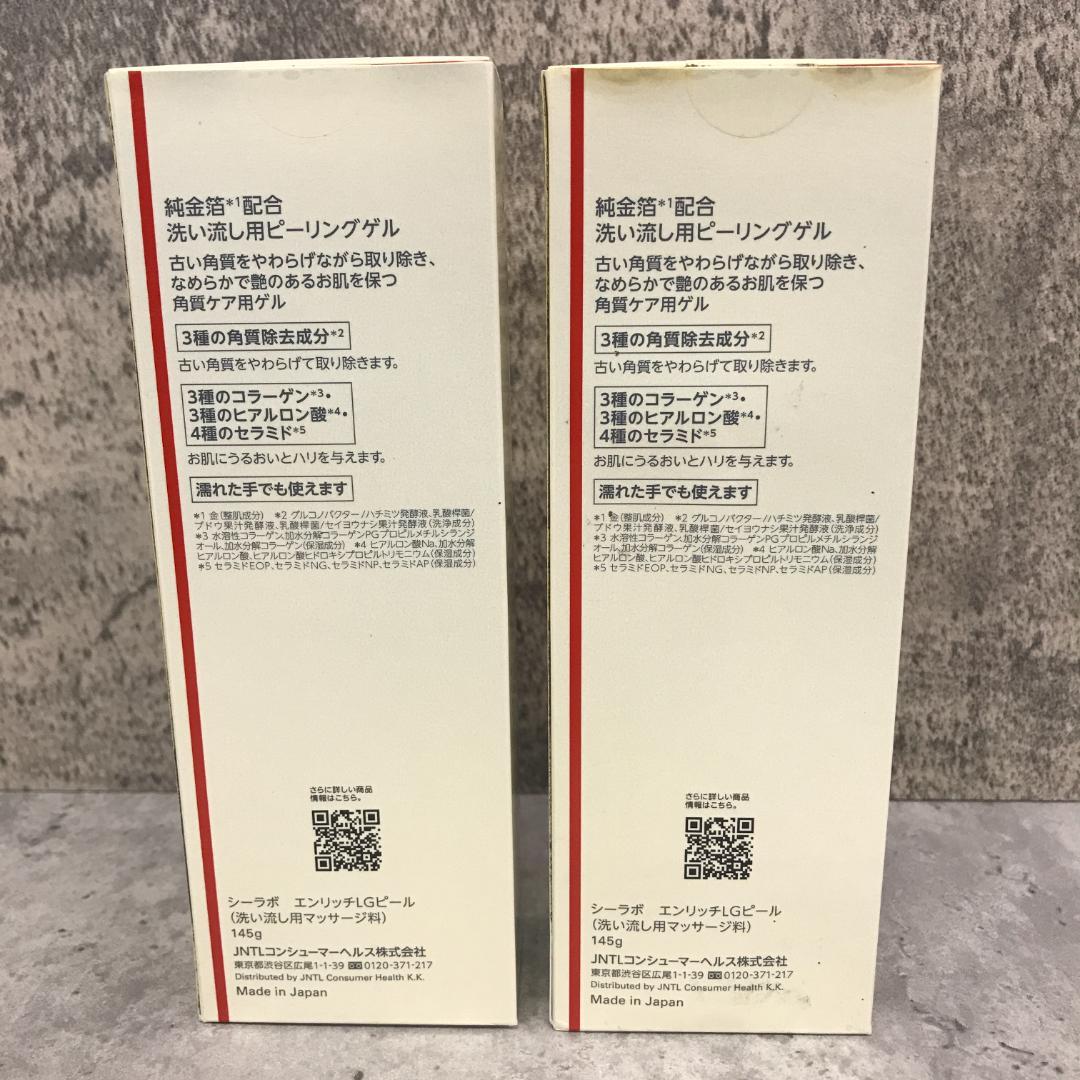 純金箔*1配合
洗い流し用ピーリングゲル
古い角質をやわらげながら取り除き、
なめらかで艶のあるお肌を保つ
角質ケア用ゲル
3種の角質除去成分*2
古い角質をやわらげて取り除きます。
3種のコラーゲン*3・
3種のヒアルロン酸*4・
4種のセラミド*5
お肌にうるおいとハリを与えます。
濡れた手でも使えます
*1 金(整肌成分) *2 グルコノバクター/ハチミツ発酵液、乳酸桿菌/
ブドウ果汁発酵液、乳酸桿菌/セイヨウナシ果汁発酵液(洗浄成分)
*3 水溶性コラーゲン、加水分解コラーゲンPGプロピルメチルシランジ
オール、加水分解コラーゲン(保湿成分) *4 ヒアルロン酸Na、加水分解
ヒアルロン酸、ヒアルロン酸ヒドロキシプロピルトリモニウム(保湿成分)
*5 セラミドEOP、セラミドNG、セラミドNP、セラミドAP(保湿成分)
さらに詳しい商品
情報はこちら。
シーラボ エンリッチLGピール
(洗い流し用マッサージ料)
145g
JNTLコンシューマーヘルス株式会社
東京都渋谷区広尾1-1-39 0120-371-217
Distributed by JNTL Consumer Health K.K.
Made in Japan
純金箔*1配合
洗い流し用ピーリングゲル
古い角質をやわらげながら取り除き、
なめらかで艶のあるお肌を保つ
角質ケア用ゲル
3種の角質除去成分*2
古い角質をやわらげて取り除きます。
3種のコラーゲン*3・
3種のヒアルロン酸*4・
4種のセラミド*5
お肌にうるおいとハリを与えます。
濡れた手でも使えます
*1 金(整肌成分) *2 グルコノバクター/ハチミツ発酵液、乳酸桿菌/
ブドウ果汁発酵液、乳酸桿菌/セイヨウナシ果汁発酵液(洗浄成分)
*3 水溶性コラーゲン、加水分解コラーゲンPGプロピルメチルシランジ
オール、加水分解コラーゲン(保湿成分) *4 ヒアルロン酸Na、加水分解
ヒアルロン酸、ヒアルロン酸ヒドロキシプロピルトリモニウム(保湿成分)
*5 セラミドEOP、セラミドNG、セラミドNP、セラミドAP(保湿成分)
さらに詳しい商品
情報はこちら。
シーラボ エンリッチLGピール
(洗い流し用マッサージ料)
145g
JNTLコンシューマーヘルス株式会社
東京都渋谷区広尾1-1-39 0120-371-217
Distributed by JNTL Consumer Health K.K.
Made in Japan